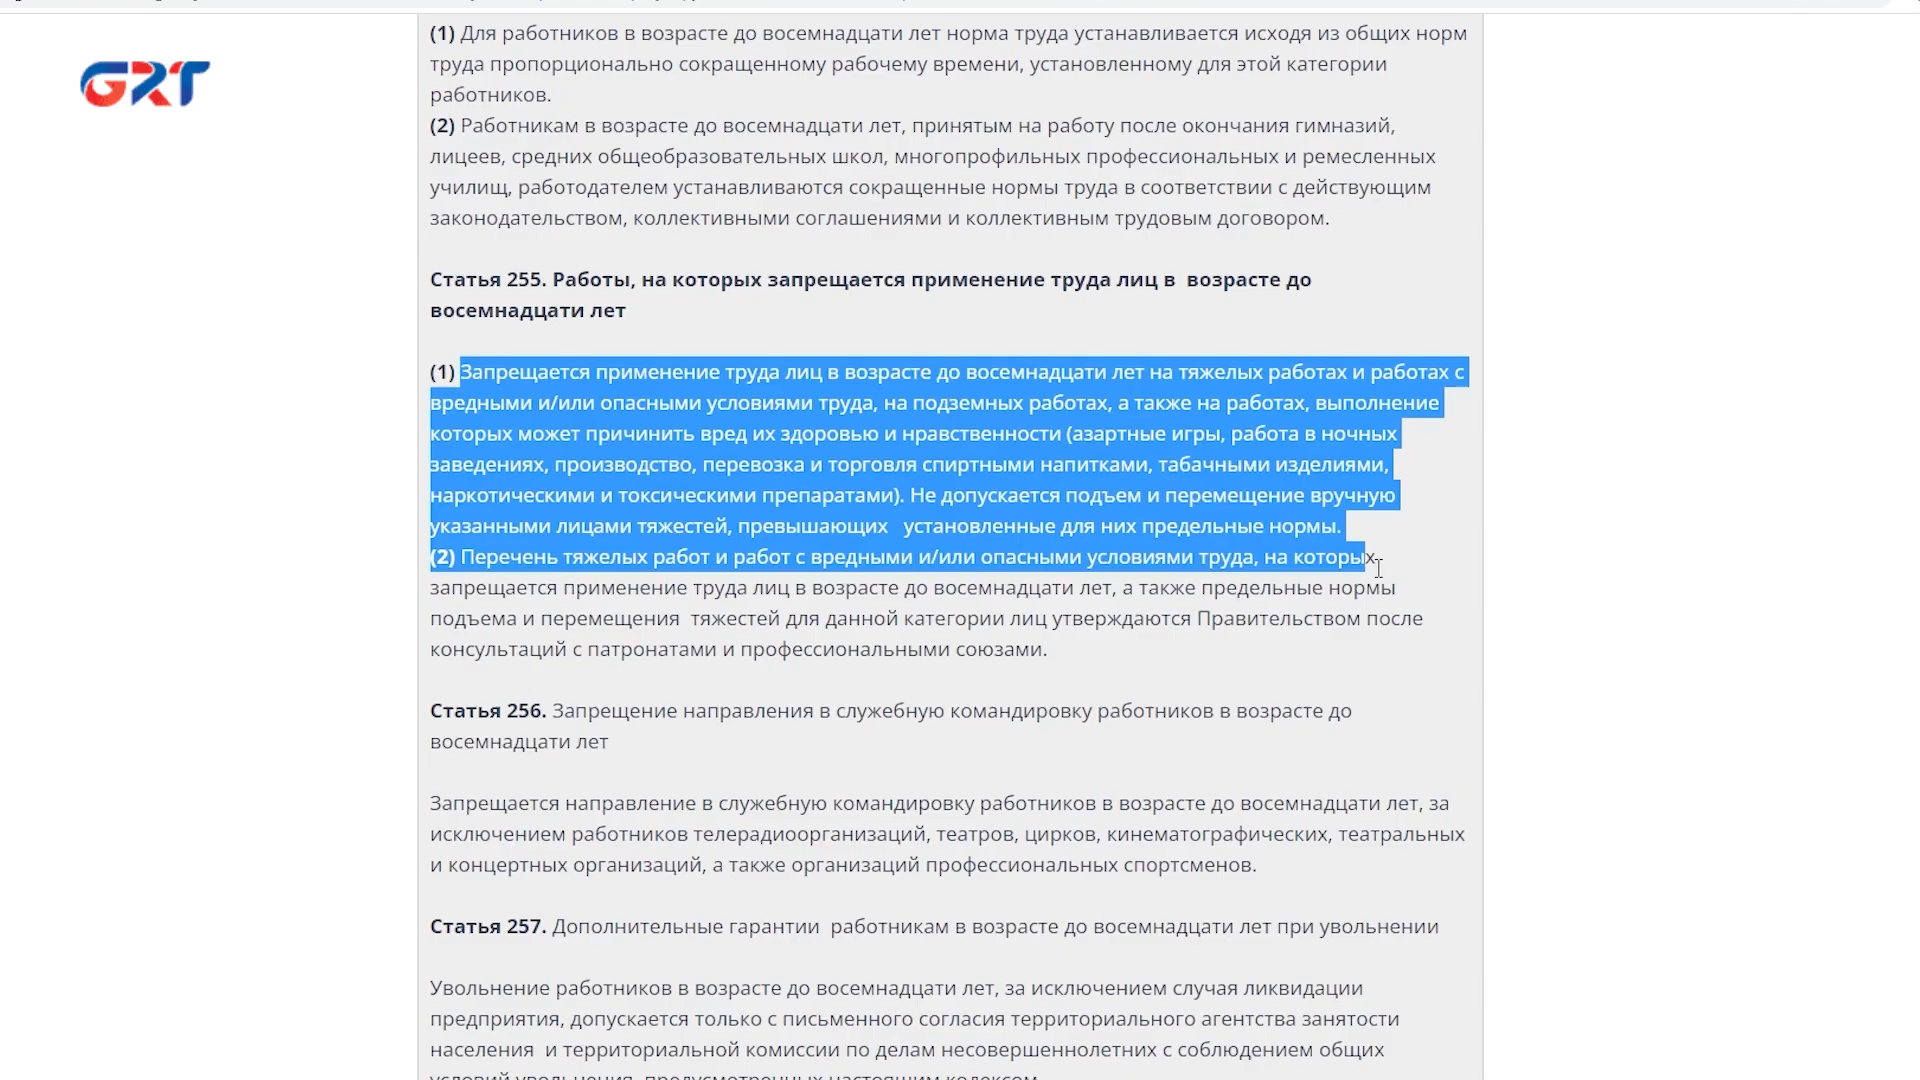 GRT
(1) Для работников в возрасте до восемнадцати лет норма труда устанавливается исходя из общих норм
труда пропорционально сокращенному рабочему времени, установленному для этой категории
работников.
(2) Работникам в возрасте до восемнадцати лет, принятым на работу после окончания гимназий,
лицеев, средних общеобразовательных школ, многопрофильных профессиональных и ремесленных
училищ, работодателем устанавливаются сокращенные нормы труда в соответствии с действующим
законодательством, коллективными соглашениями и коллективным трудовым договором.
Статья 255. Работы, на которых запрещается применение труда лиц в  возрасте до
восемнадцати лет
(1) Запрещается применение труда лиц в возрасте до восемнадцати лет на тяжелых работах и работах с
вредными и/или опасными условиями труда, на подземных работах, а также на работах, выполнение
которых может причинить вред их здоровью и нравственности (азартные игры, работа в ночных
заведениях, производство, перевозка и торговля спиртными напитками, табачными изделиями,
наркотическими и токсическими препаратами). Не допускается подъем и перемещение вручную
указанными лицами тяжестей, превышающих   установленные для них предельные нормы.
(2) Перечень тяжелых работ и работ с вредными и/или опасными условиями труда, на которых
запрещается применение труда лиц в возрасте до восемнадцати лет, а также предельные нормы
подъема и перемещения  тяжестей для данной категории лиц утверждаются Правительством после
консультаций с патронатами и профессиональными союзами.
Статья 256. Запрещение направления в служебную командировку работников в возрасте до
восемнадцати лет
Запрещается направление в служебную командировку работников в возрасте до восемнадцати лет, за
исключением работников телерадиоорганизаций, театров, цирков, кинематографических, театральных
и концертных организаций, а также организаций профессиональных спортсменов.
Статья 257. Дополнительные гарантии  работникам в возрасте до восемнадцати лет при увольнении
Увольнение работников в возрасте до восемнадцати лет, за исключением случая ликвидации
предприятия, допускается только с письменного согласия территориального агентства занятости
населения  и территориальной комиссии по делам несовершеннолетних с соблюдением общих
условий увольнения, предусмотренных настоящим кодексом.